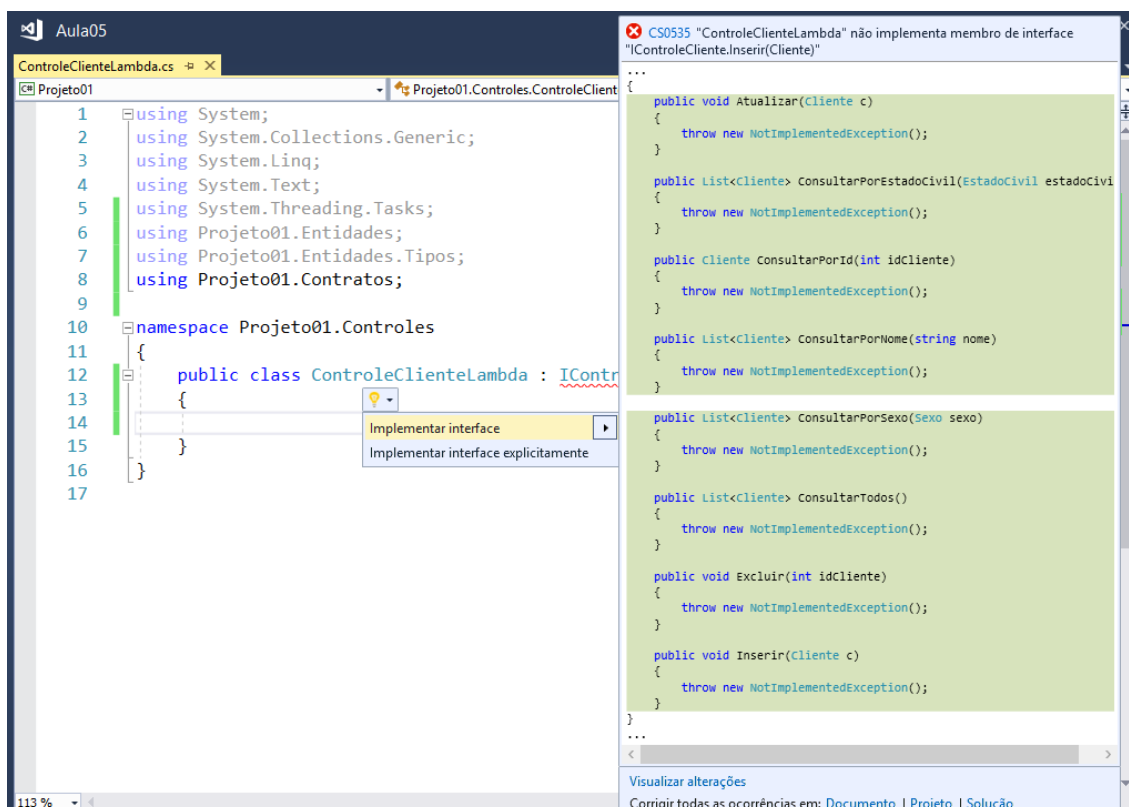 Aula05
ControleClienteLambda.cs
Projeto01
Projeto01.Controles.ControleClient
1 using System;
2 using System.Collections.Generic;
3 using System.Linq;
4 using System.Text;
5 using System.Threading.Tasks;
6 using Projeto01.Entidades;
7 using Projeto01.Entidades.Tipos;
8 using Projeto01.Contratos;
9
10 namespace Projeto01.Controles
11 {
12 public class ControleClienteLambda : IContr
13 {
14
15 }
16 }
17
Implementar interface
Implementar interface explicitamente
113 %
CS0535 "ControleClienteLambda" não implementa membro de interface
"IControleCliente.Inserir(Cliente)"
...
{
public void Atualizar(Cliente c)
{
throw new NotImplementedException();
}
public List<Cliente> ConsultarPorEstadoCivil(EstadoCivil estadoCivi
{
throw new NotImplementedException();
}
public Cliente ConsultarPorId(int idCliente)
{
throw new NotImplementedException();
}
public List<Cliente> ConsultarPorNome(string nome)
{
throw new NotImplementedException();
}
public List<Cliente> ConsultarPorSexo(Sexo sexo)
{
throw new NotImplementedException();
}
public List<Cliente> ConsultarTodos()
{
throw new NotImplementedException();
}
public void Excluir(int idCliente)
{
throw new NotImplementedException();
}
public void Inserir(Cliente c)
{
throw new NotImplementedException();
}
}
...
Visualizar alterações
Corrigir todas as ocorrências em: Documento | Projeto | Solução